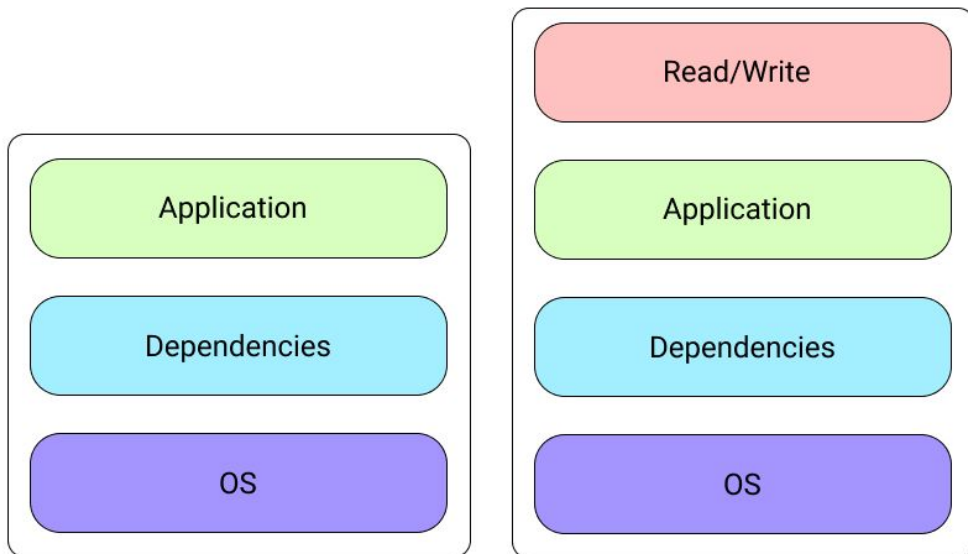 Application
Dependencies
OS
Read/Write
Application
Dependencies
OS